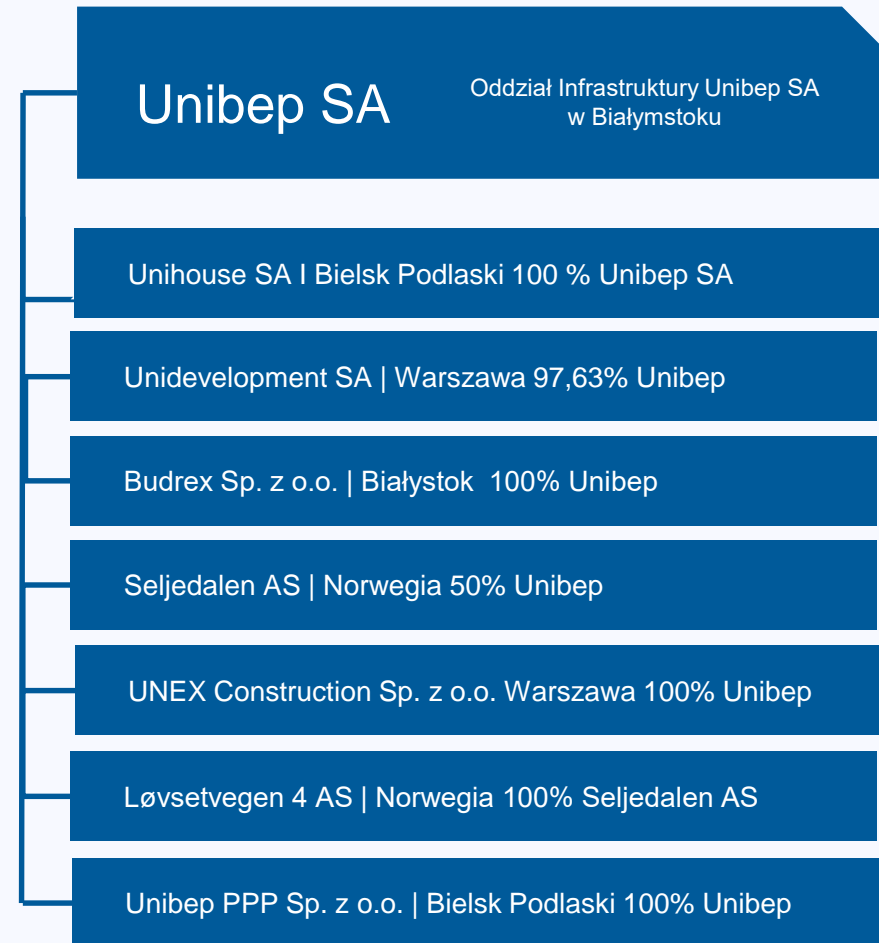 Unibep SA
Oddział Infrastruktury Unibep SA
w Białymstoku
Unihouse SA I Bielsk Podlaski 100 % Unibep SA
Unidevelopment SA | Warszawa 97,63% Unibep
Budrex Sp. z o.o. | Białystok 100% Unibep
Seljedalen AS | Norwegia 50% Unibep
UNEX Construction Sp. z o.o. Warszawa 100% Unibep
Løvsetvegen 4 AS | Norwegia 100% Seljedalen AS
Unibep PPP Sp. z o.o. | Bielsk Podlaski 100% Unibep